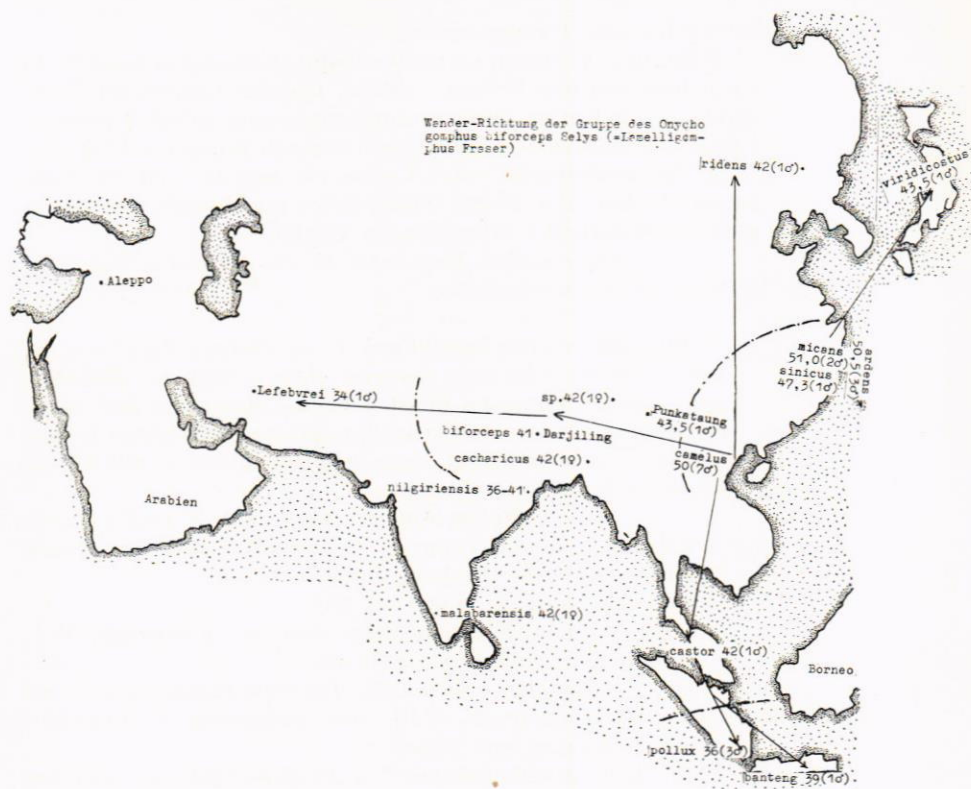 Wander-Richtung der Gruppe des Onycho
gomphus biforceps Selys (=Lamelligom-
phus Fraser)
ridens 42(1♂).
viridicostus
43,5(1♂)
.Aleppo
micans
51,0(2♂)
sinicus
47,3(1♂)
ardens
50,5(3♂)
.Lefebvrei 34(1♂)
sp.42(1♀).
.Punkataung
43,5(1♂)
biforceps 41.Darjiling
camelus
50(7♂)
cacharicus 42(1♀).
nilgiriensis 36-41.
Arabien
.malabarensis 42(1♀)
castor 42(1♂)
Borneo
pollux 36(3♂)
banteng 39(1♂).